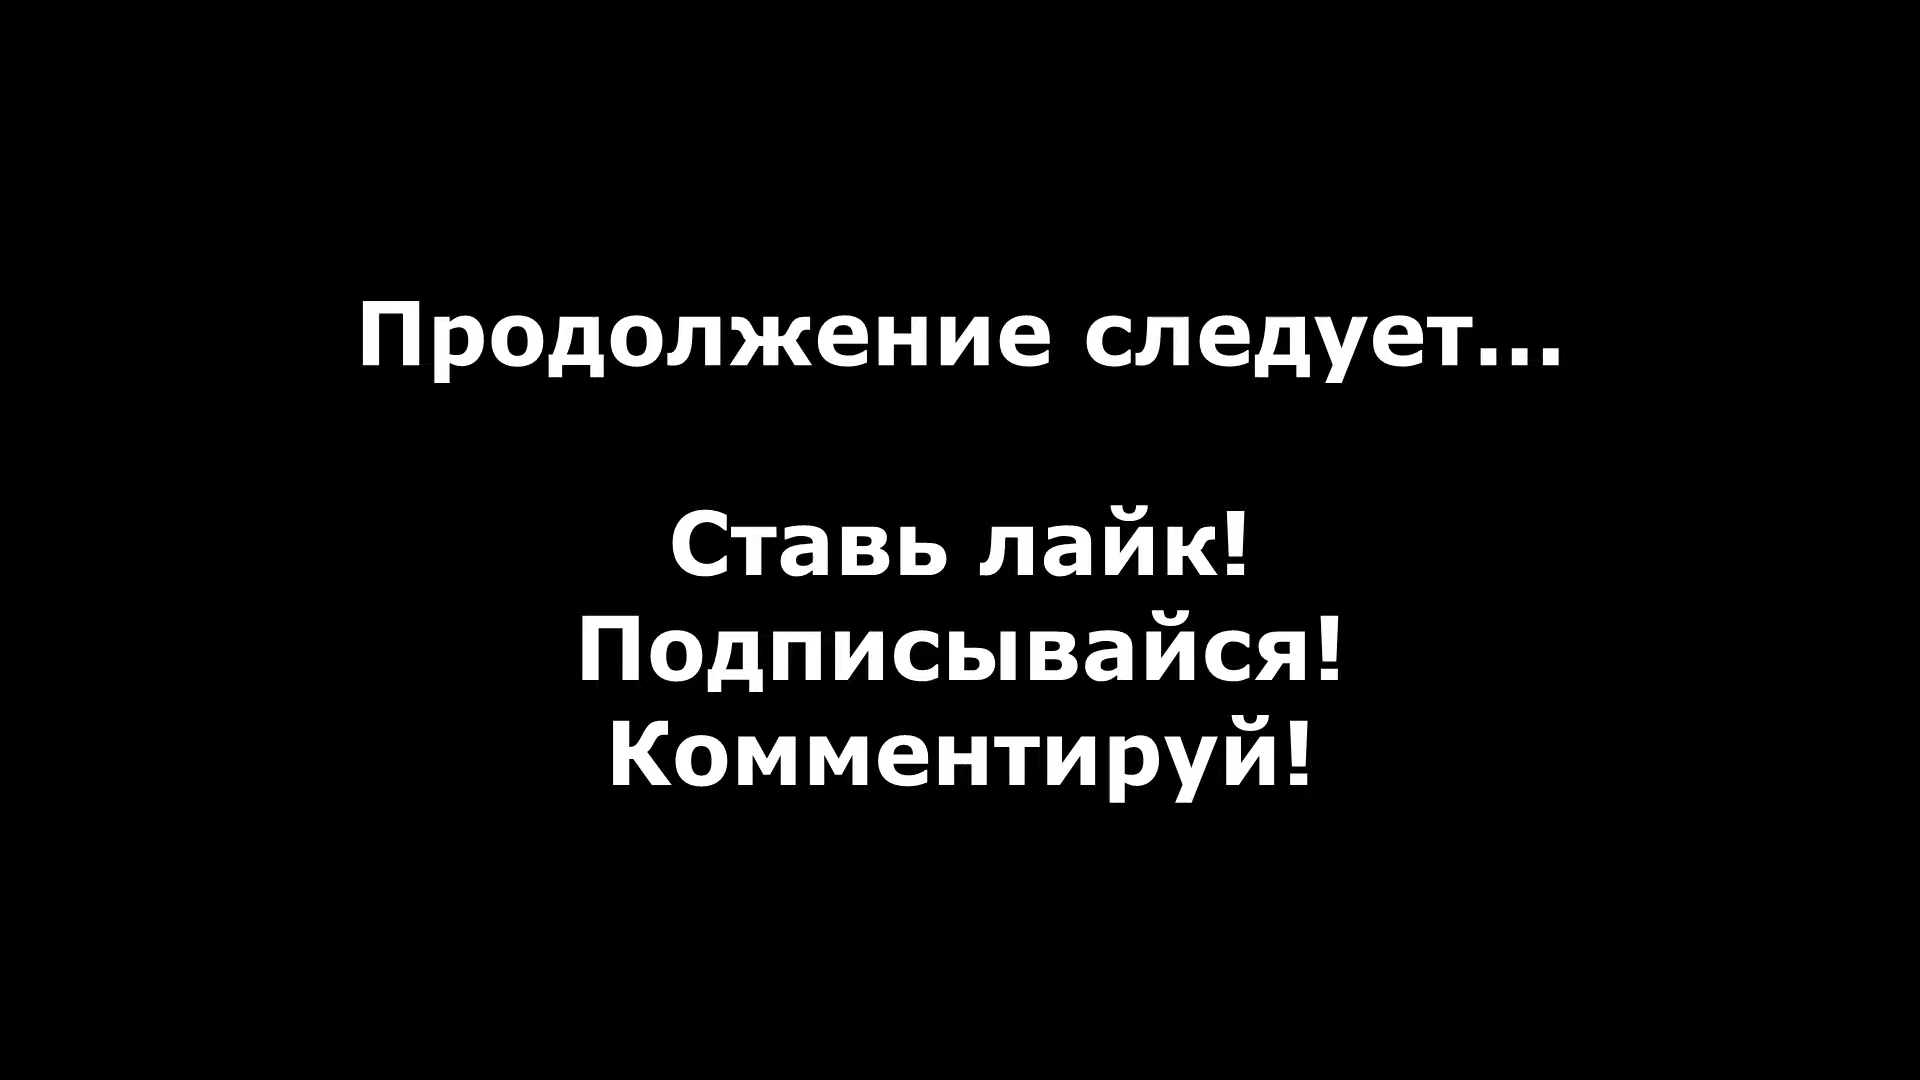 Продолжение следует...
Ставь лайк!
Подписывайся!
Комментируй!